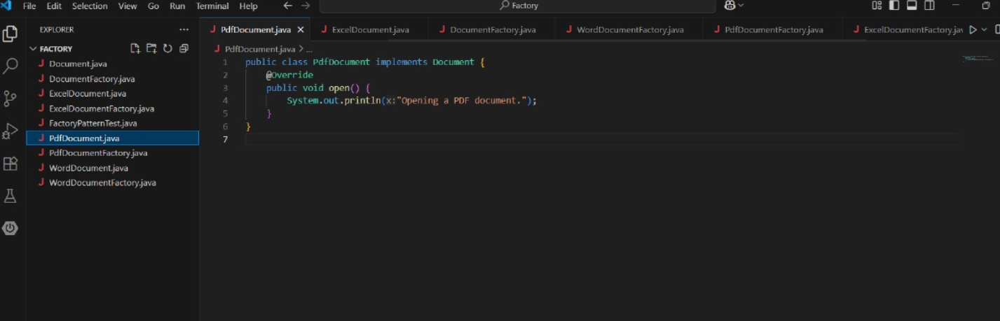 File Edit Selection View Go Run Terminal Help
Factory
EXPLORER
FACTORY
Document.java
DocumentFactory.java
ExcelDocument.java
ExcelDocumentFactory.java
FactoryPatternTest.java
PdfDocument.java
PdfDocumentFactory.java
WordDocument.java
WordDocumentFactory.java
PdfDocument.java ExcelDocument.java DocumentFactory.java WordDocumentFactory.java PdfDocumentFactory.java ExcelDocumentFactory.jav
PdfDocument.java > ...
1 public class PdfDocument implements Document {
2 @Override
3 public void open() {
4 System.out.println(x:"Opening a PDF document.");
5 }
6 }
7